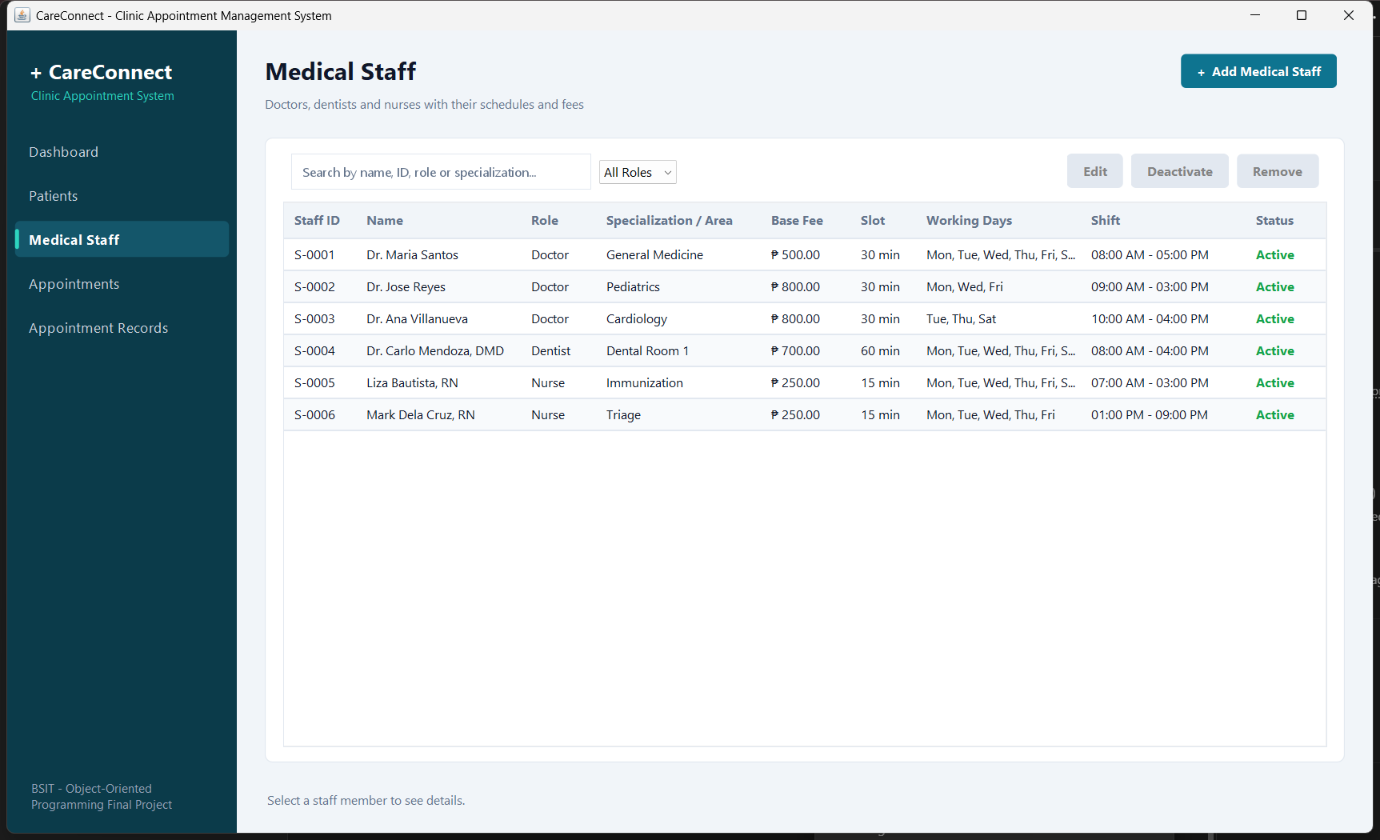 CareConnect - Clinic Appointment Management System
+ CareConnect
Clinic Appointment System
Dashboard
Patients
Medical Staff
Appointments
Appointment Records
BSIT - Object-Oriented
Programming Final Project
Medical Staff
+ Add Medical Staff
Doctors, dentists and nurses with their schedules and fees
Search by name, ID, role or specialization... All Roles Edit Deactivate Remove
Staff ID Name Role Specialization / Area Base Fee Slot Working Days Shift Status
S-0001 Dr. Maria Santos Doctor General Medicine ₱ 500.00 30 min Mon, Tue, Wed, Thu, Fri, S... 08:00 AM - 05:00 PM Active
S-0002 Dr. Jose Reyes Doctor Pediatrics ₱ 800.00 30 min Mon, Wed, Fri 09:00 AM - 03:00 PM Active
S-0003 Dr. Ana Villanueva Doctor Cardiology ₱ 800.00 30 min Tue, Thu, Sat 10:00 AM - 04:00 PM Active
S-0004 Dr. Carlo Mendoza, DMD Dentist Dental Room 1 ₱ 700.00 60 min Mon, Tue, Wed, Thu, Fri, S... 08:00 AM - 04:00 PM Active
S-0005 Liza Bautista, RN Nurse Immunization ₱ 250.00 15 min Mon, Tue, Wed, Thu, Fri, S... 07:00 AM - 03:00 PM Active
S-0006 Mark Dela Cruz, RN Nurse Triage ₱ 250.00 15 min Mon, Tue, Wed, Thu, Fri 01:00 PM - 09:00 PM Active
Select a staff member to see details.